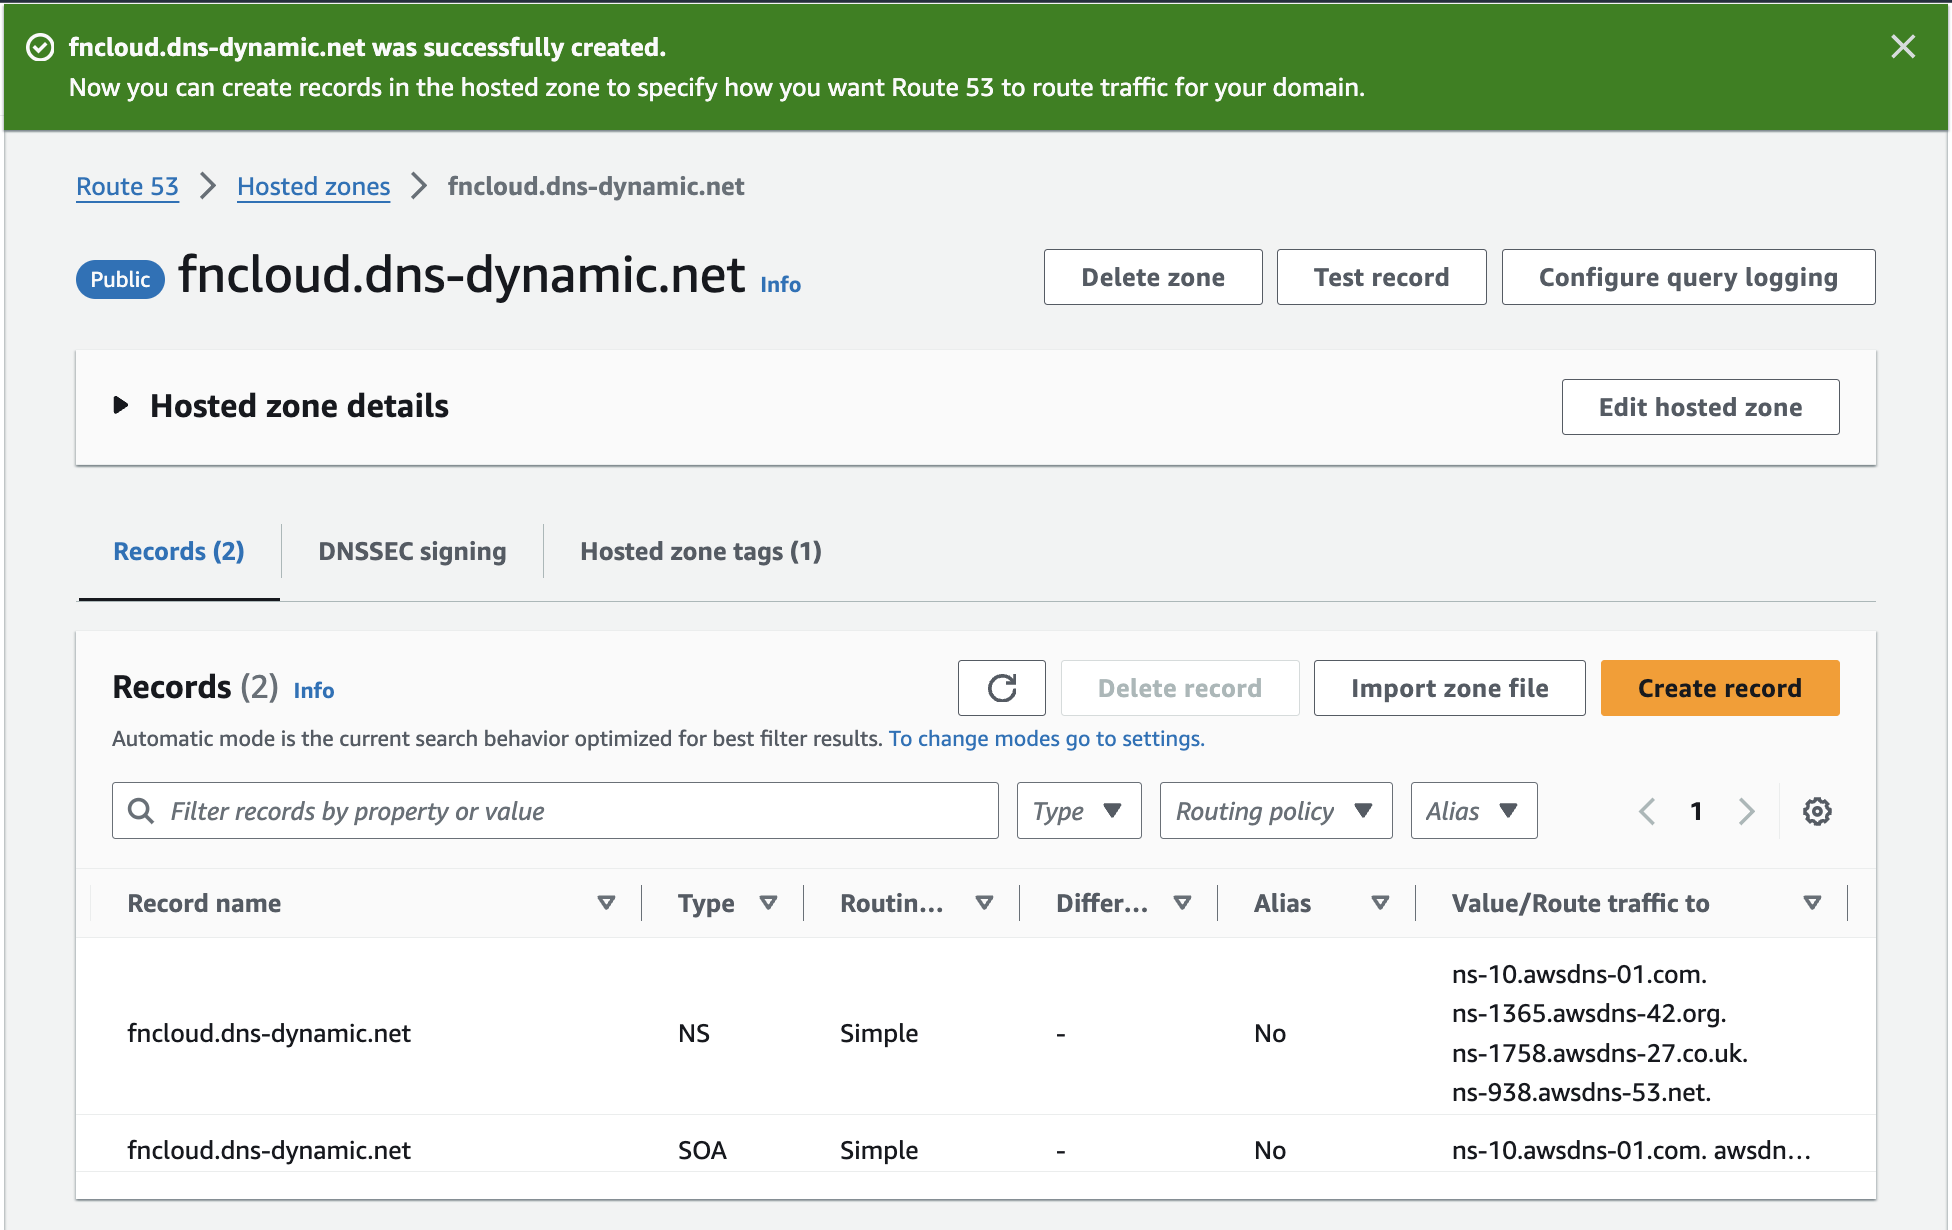 fncloud.dns-dynamic.net was successfully created.
Now you can create records in the hosted zone to specify how you want Route 53 to route traffic for your domain.
Route 53 Hosted zones fncloud.dns-dynamic.net
Public fncloud.dns-dynamic.net Info
Delete zone Test record Configure query logging
Hosted zone details
Edit hosted zone
Records (2) DNSSEC signing Hosted zone tags (1)
Records (2) Info
Delete record Import zone file Create record
Automatic mode is the current search behavior optimized for best filter results. To change modes go to settings.
Filter records by property or value Type Routing policy Alias 1
Record name Type Routin... Differ... Alias Value/Route traffic to
fncloud.dns-dynamic.net NS Simple - No
ns-10.awsdns-01.com.
ns-1365.awsdns-42.org.
ns-1758.awsdns-27.co.uk.
ns-938.awsdns-53.net.
fncloud.dns-dynamic.net SOA Simple - No ns-10.awsdns-01.com. awsdn...